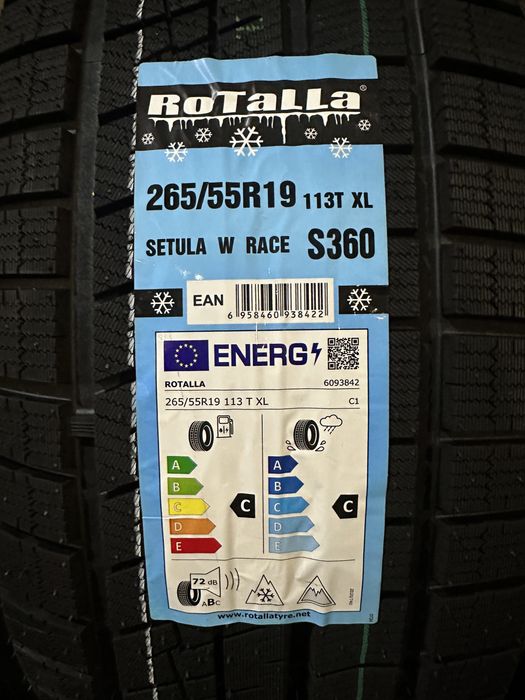 RoTaLLa®
265/55R19 113T XL
SETULA W RACE S360
EAN
6 958460 938422
ENERG
ROTALLA 6093842
265/55R19 113 T XL C1
A A
B B
C C C C
D D
E E
72 dB
ABC
www.rotallatyre.net